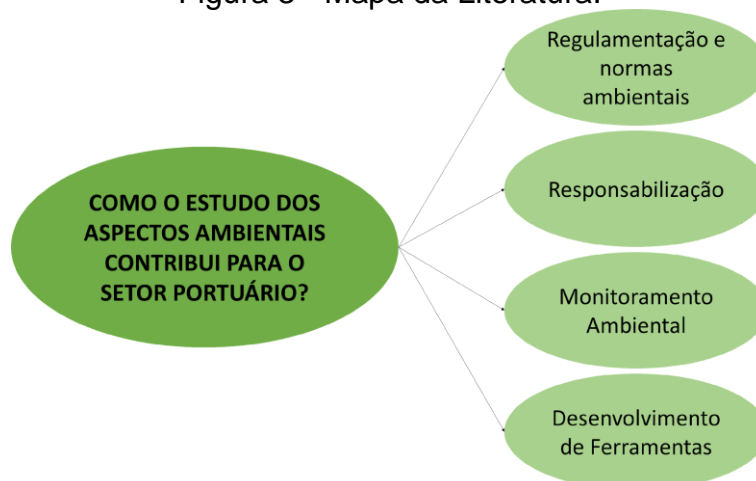 Figura 3 - Mapa da Literatura.
COMO O ESTUDO DOS
ASPECTOS AMBIENTAIS
CONTRIBUI PARA O
SETOR PORTUÁRIO?
Regulamentação e
normas
ambientais
Responsabilização
Monitoramento
Ambiental
Desenvolvimento
de Ferramentas